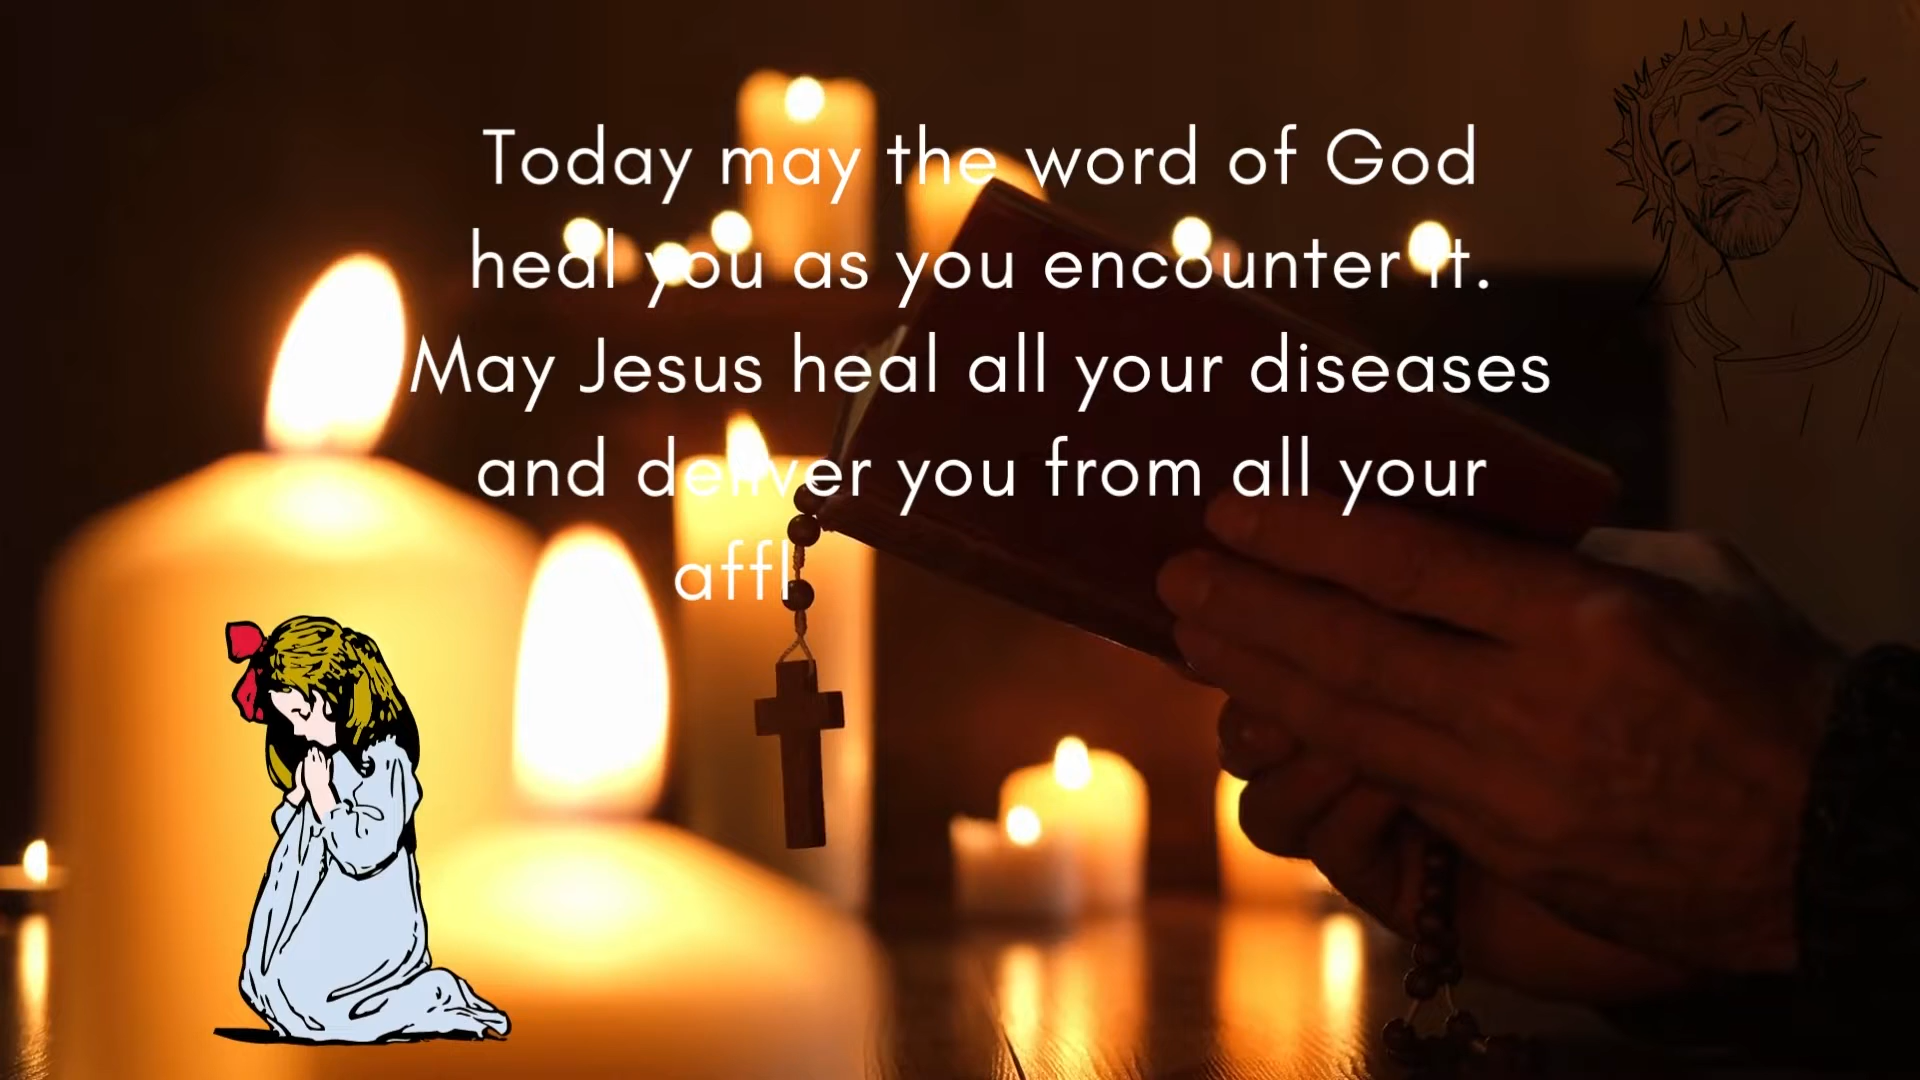 Today may the word of God
heal you as you encounter it.
May Jesus heal all your diseases
and deliver you from all your
affl